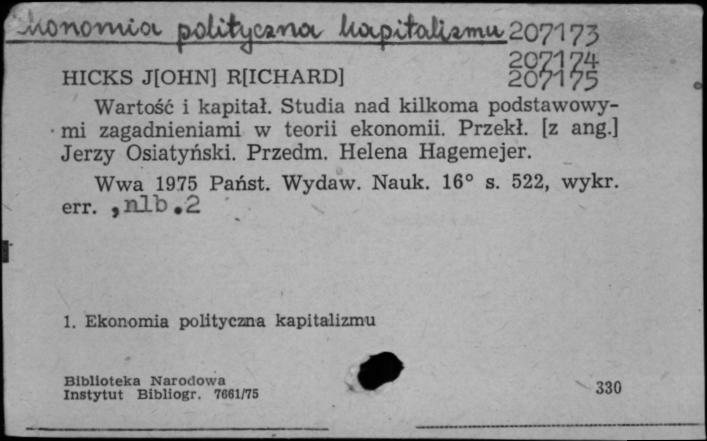 Ekonomia polityczna kapitalizmu 207173
207174
HICKS J[OHN] R[ICHARD] 207175
Wartość i kapitał. Studia nad kilkoma podstawowy-
mi zagadnieniami w teorii ekonomii. Przekł. [z ang.]
Jerzy Osiatyński. Przedm. Helena Hagemejer.
Wwa 1975 Państ. Wydaw. Nauk. 16° s. 522, wykr.
err. , nlb.2
1. Ekonomia polityczna kapitalizmu
Biblioteka Narodowa
Instytut Bibliogr. 7661/75 330